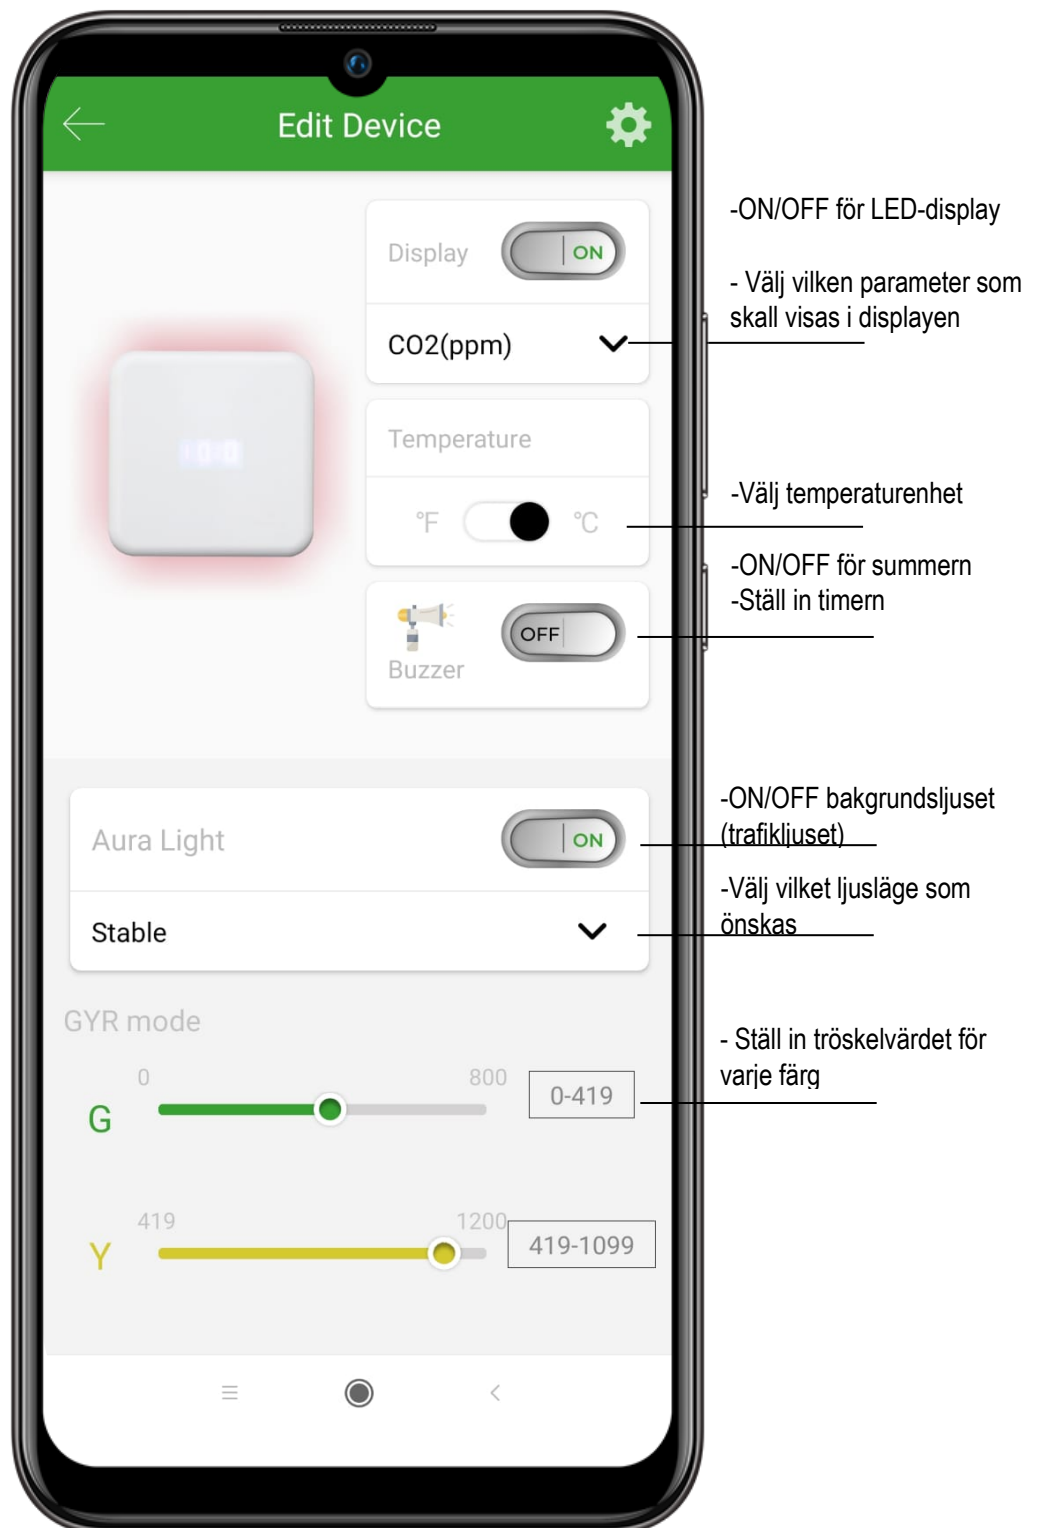 Edit Device
Display
ON
-ON/OFF för LED-display
CO2(ppm)
- Välj vilken parameter som
skall visas i displayen
Temperature
°F
°C
-Välj temperaturenhet
Buzzer
OFF
-ON/OFF för summern
-Ställ in timern
Aura Light
ON
-ON/OFF bakgrundsljuset
(trafikljuset)
Stable
-Välj vilket ljusläge som
önskas
GYR mode
- Ställ in tröskelvärdet för
varje färg
0
800
G
0-419
419
1200
Y
419-1099